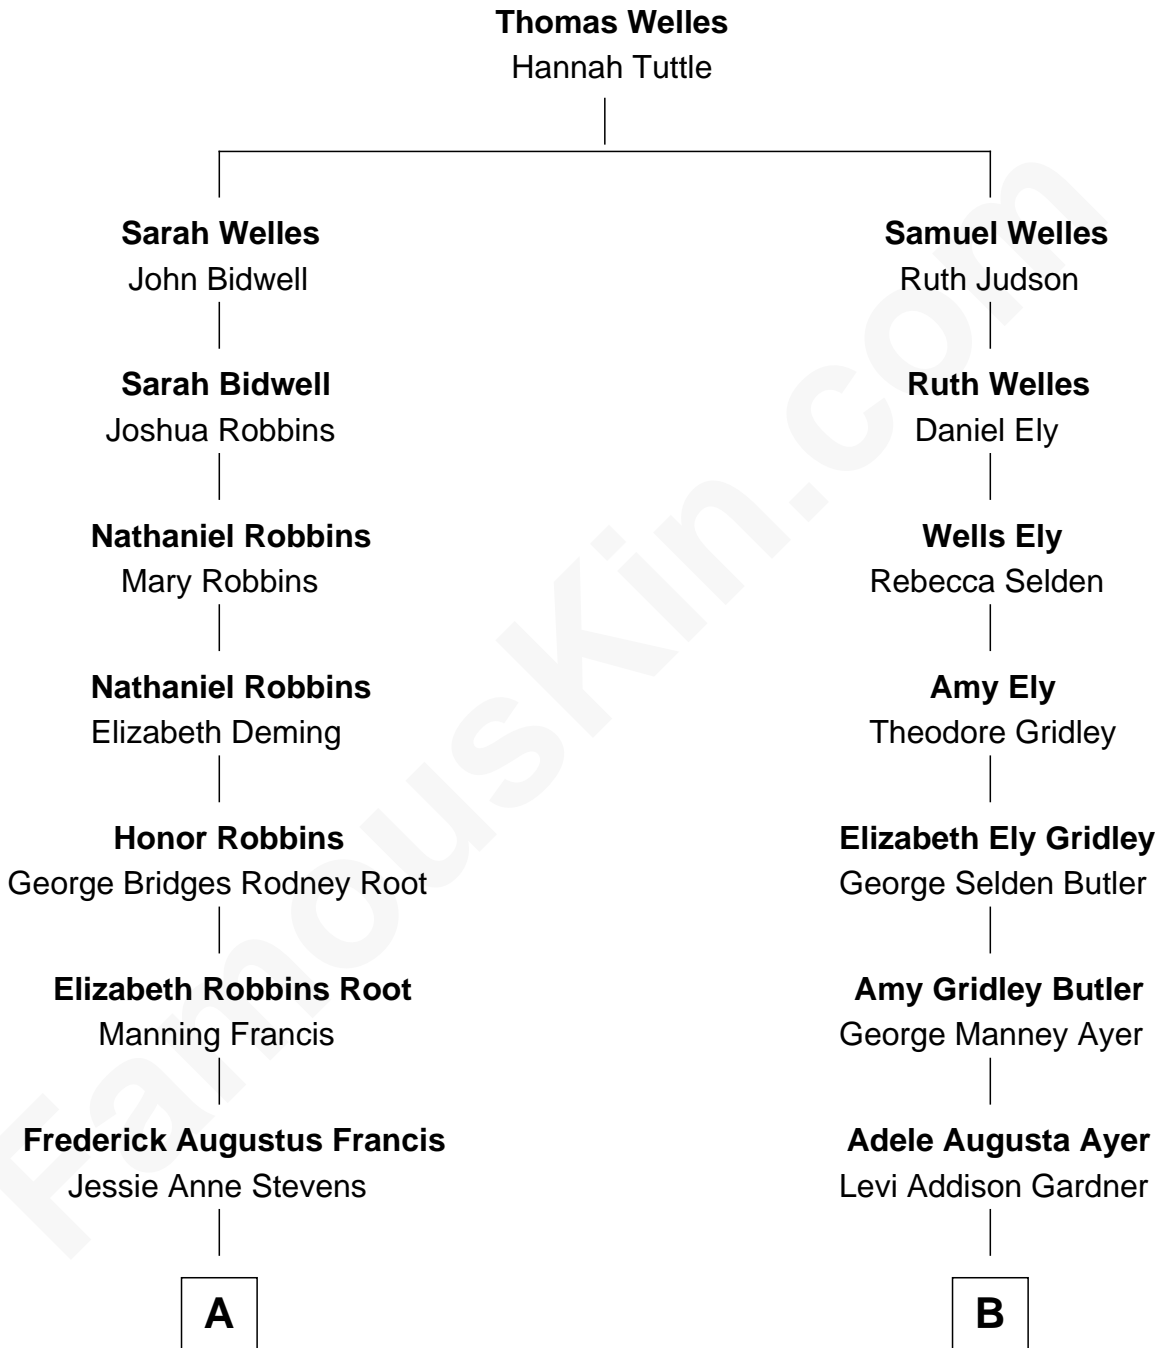 Thomas Welles
Hannah Tuttle
Sarah Welles
John Bidwell
Samuel Welles
Ruth Judson
Sarah Bidwell
Joshua Robbins
Ruth Welles
Daniel Ely
Nathaniel Robbins
Mary Robbins
Wells Ely
Rebecca Selden
Nathaniel Robbins
Elizabeth Deming
Amy Ely
Theodore Gridley
Honor Robbins
George Bridges Rodney Root
Elizabeth Ely Gridley
George Selden Butler
Elizabeth Robbins Root
Manning Francis
Amy Gridley Butler
George Manney Ayer
Frederick Augustus Francis
Jessie Anne Stevens
Adele Augusta Ayer
Levi Addison Gardner
A
B
FamousKin.com